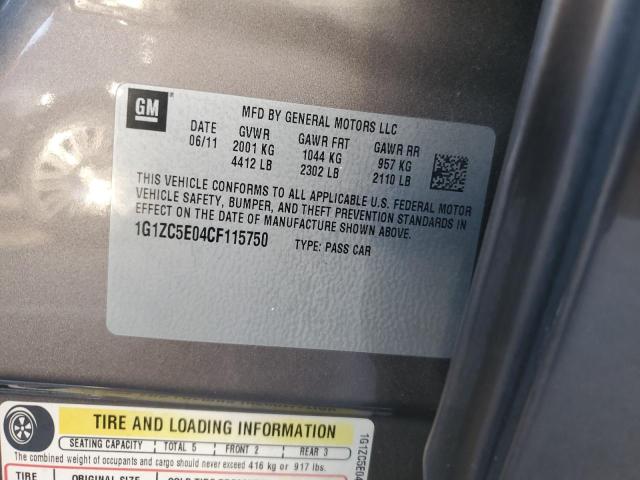 GM
MFD BY GENERAL MOTORS LLC
DATE GVWR GAWR FRT GAWR RR
06/11 2001 KG 1044 KG 957 KG
4412 LB 2302 LB 2110 LB
THIS VEHICLE CONFORMS TO ALL APPLICABLE U.S. FEDERAL MOTOR
VEHICLE SAFETY, BUMPER, AND THEFT PREVENTION STANDARDS IN
EFFECT ON THE DATE OF MANUFACTURE SHOWN ABOVE.
1G1ZC5E04CF115750 TYPE: PASS CAR
TIRE AND LOADING INFORMATION
SEATING CAPACITY TOTAL 5 FRONT 2 REAR 3
The combined weight of occupants and cargo should never exceed 416 kg or 917 lbs.
TIRE ORIGINAL SIZE
1G1ZC5E04